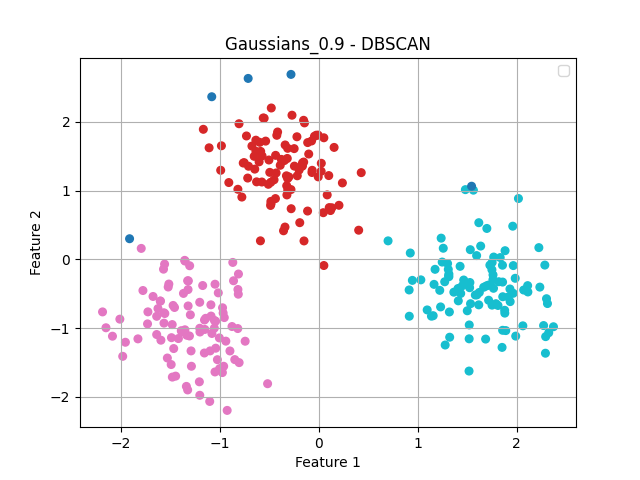 Gaussians_0.9 - DBSCAN
Feature 2
2
1
0
−1
−2
−2 −1 0 1 2
Feature 1